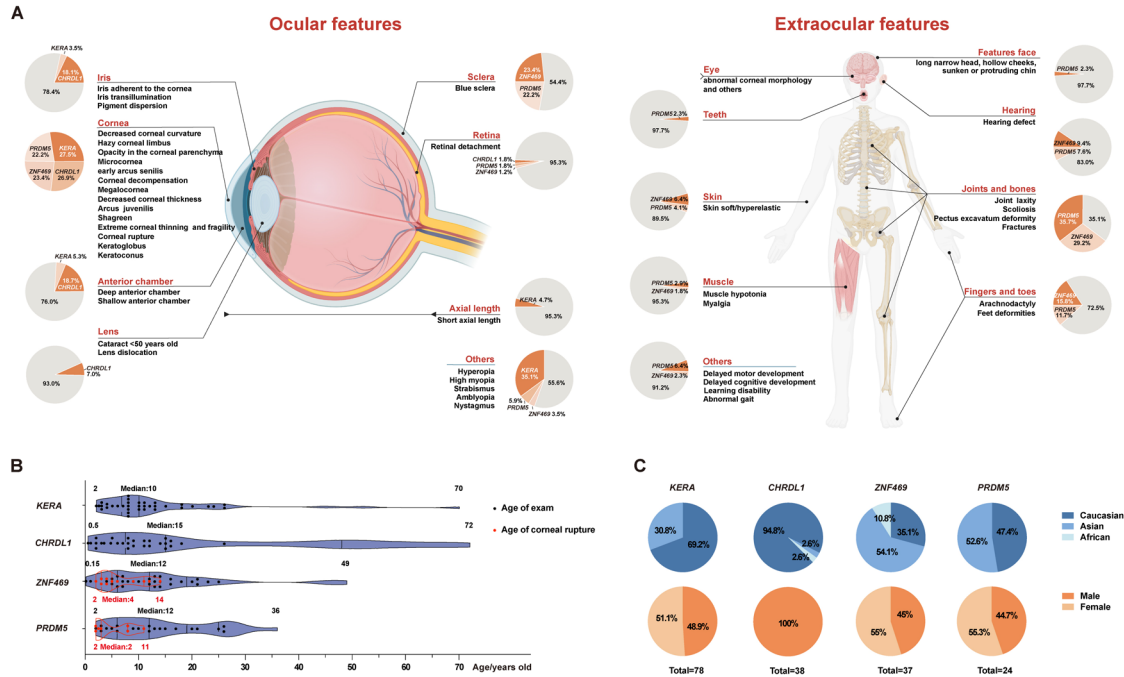 A
Ocular features
KERA 3.5%
18.1%
CHRDL1
78.4%
Iris
Iris adherent to the cornea
Iris transillumination
Pigment dispersion
Cornea
Decreased corneal curvature
Hazy corneal limbus
Opacity in the corneal parenchyma
Microcornea
early arcus senilis
Corneal decompensation
Megalocornea
Decreased corneal thickness
Arcus juvenilis
Shagreen
Extreme corneal thinning and fragility
Corneal rupture
Keratoglobus
Keratoconus
PRDM5
22.2%
KERA
27.5%
ZNF469
23.4%
CHRDL1
26.9%
KERA 5.3%
18.7%
CHRDL1
76.0%
Anterior chamber
Deep anterior chamber
Shallow anterior chamber
Lens
Cataract <50 years old
Lens dislocation
CHRDL1
7.0%
93.0%
Sclera
Blue sclera
23.4%
ZNF469
PRDM5
22.2%
54.4%
Retina
Retinal detachment
CHRDL1 1.8%
PRDM5 1.8%
ZNF469 1.2%
95.3%
Axial length
Short axial length
KERA 4.7%
95.3%
Others
Hyperopia
High myopia
Strabismus
Amblyopia
Nystagmus
KERA
35.1%
55.6%
5.9%
PRDM5
ZNF469 3.5%
Extraocular features
Eye
abnormal corneal morphology
and others
Teeth
PRDM5 2.3%
97.7%
Skin
Skin soft/hyperelastic
ZNF469 6.4%
PRDM5 4.1%
89.5%
Muscle
Muscle hypotonia
Myalgia
PRDM5 2.9%
ZNF469 1.8%
95.3%
Others
Delayed motor development
Delayed cognitive development
Learning disability
Abnormal gait
PRDM5 6.4%
ZNF469 2.3%
91.2%
Features face
long narrow head, hollow cheeks,
sunken or protruding chin
PRDM5 2.3%
97.7%
Hearing
Hearing defect
ZNF469 9.4%
PRDM5 7.6%
83.0%
Joints and bones
Joint laxity
Scoliosis
Pectus excavatum deformity
Fractures
PRDM5
35.7%
35.1%
ZNF469
29.2%
Fingers and toes
Arachnodactyly
Feet deformities
ZNF469
15.8%
72.5%
PRDM5
11.7%
B
2
Median:10
70
KERA
0.5
Median:15
72
CHRDL1
0.15
Median:12
49
ZNF469
2 Median:4 14
2
Median:12
36
PRDM5
2 Median:2 11
Age of exam
Age of corneal rupture
0 10 20 30 40 50 60 70 Age/years old
C
KERA CHRDL1 ZNF469 PRDM5
30.8%
69.2%
94.8%
2.6%
2.6%
10.8%
35.1%
54.1%
52.6%
47.4%
Caucasian
Asian
African
51.1%
48.9%
100%
45%
55%
44.7%
55.3%
Male
Female
Total=78 Total=38 Total=37 Total=24